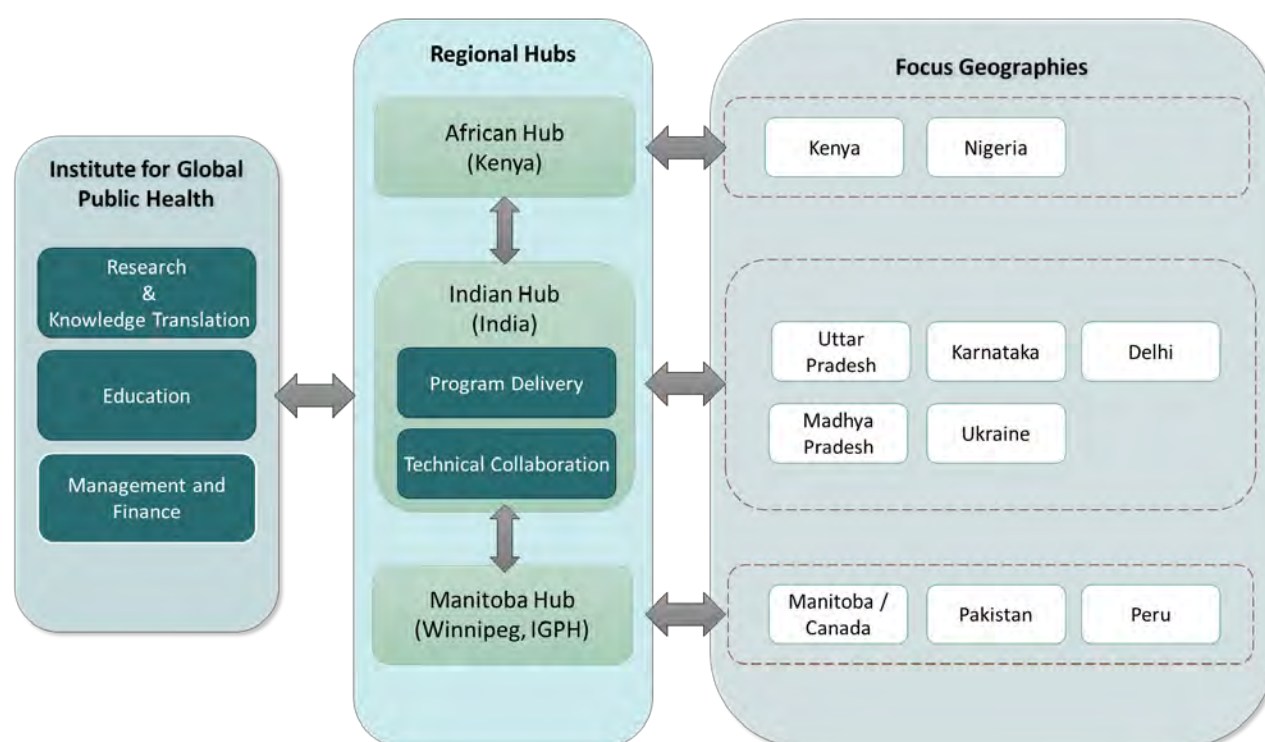 Institute for Global
Public Health
Research
&
Knowledge Translation
Education
Management and
Finance
Regional Hubs
African Hub
(Kenya)
Indian Hub
(India)
Program Delivery
Technical Collaboration
Manitoba Hub
(Winnipeg, IGPH)
Focus Geographies
Kenya
Nigeria
Uttar
Pradesh
Karnataka
Delhi
Madhya
Pradesh
Ukraine
Manitoba /
Canada
Pakistan
Peru